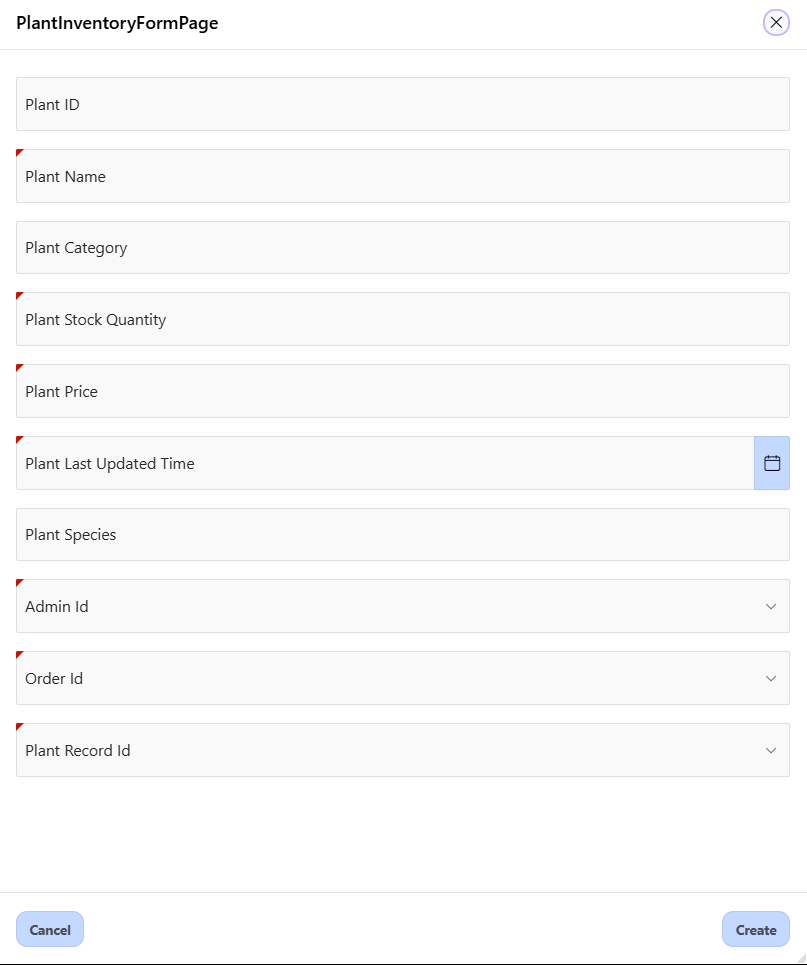 PlantInventoryFormPage
Plant ID
Plant Name
Plant Category
Plant Stock Quantity
Plant Price
Plant Last Updated Time
Plant Species
Admin Id
Order Id
Plant Record Id
Cancel
Create